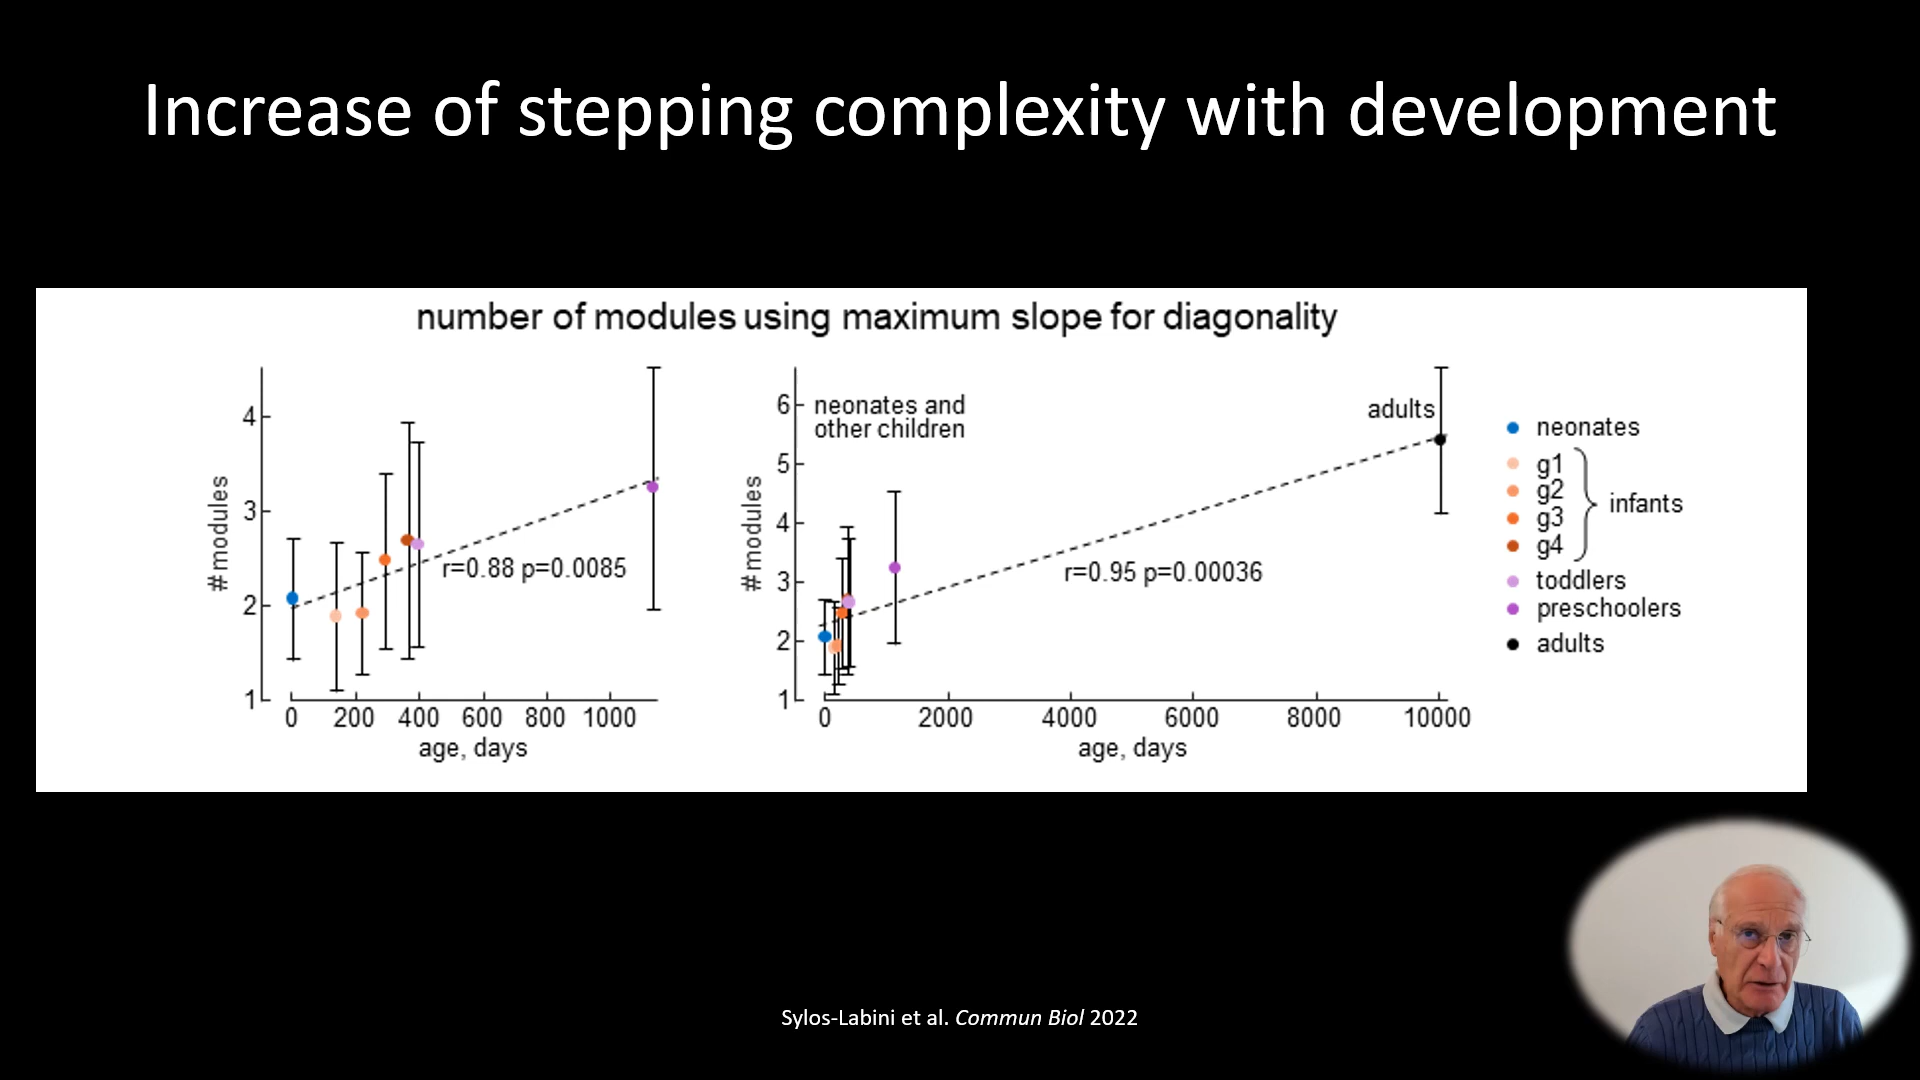 Increase of stepping complexity with development
number of modules using maximum slope for diagonality
4
3
2
1
# modules
0 200 400 600 800 1000
age, days
r=0.88 p=0.0085
6
5
4
3
2
1
# modules
neonates and
other children
adults
r=0.95 p=0.00036
0 2000 4000 6000 8000 10000
age, days
neonates
g1
g2
g3
g4
infants
toddlers
preschoolers
adults
Sylos-Labini et al. Commun Biol 2022